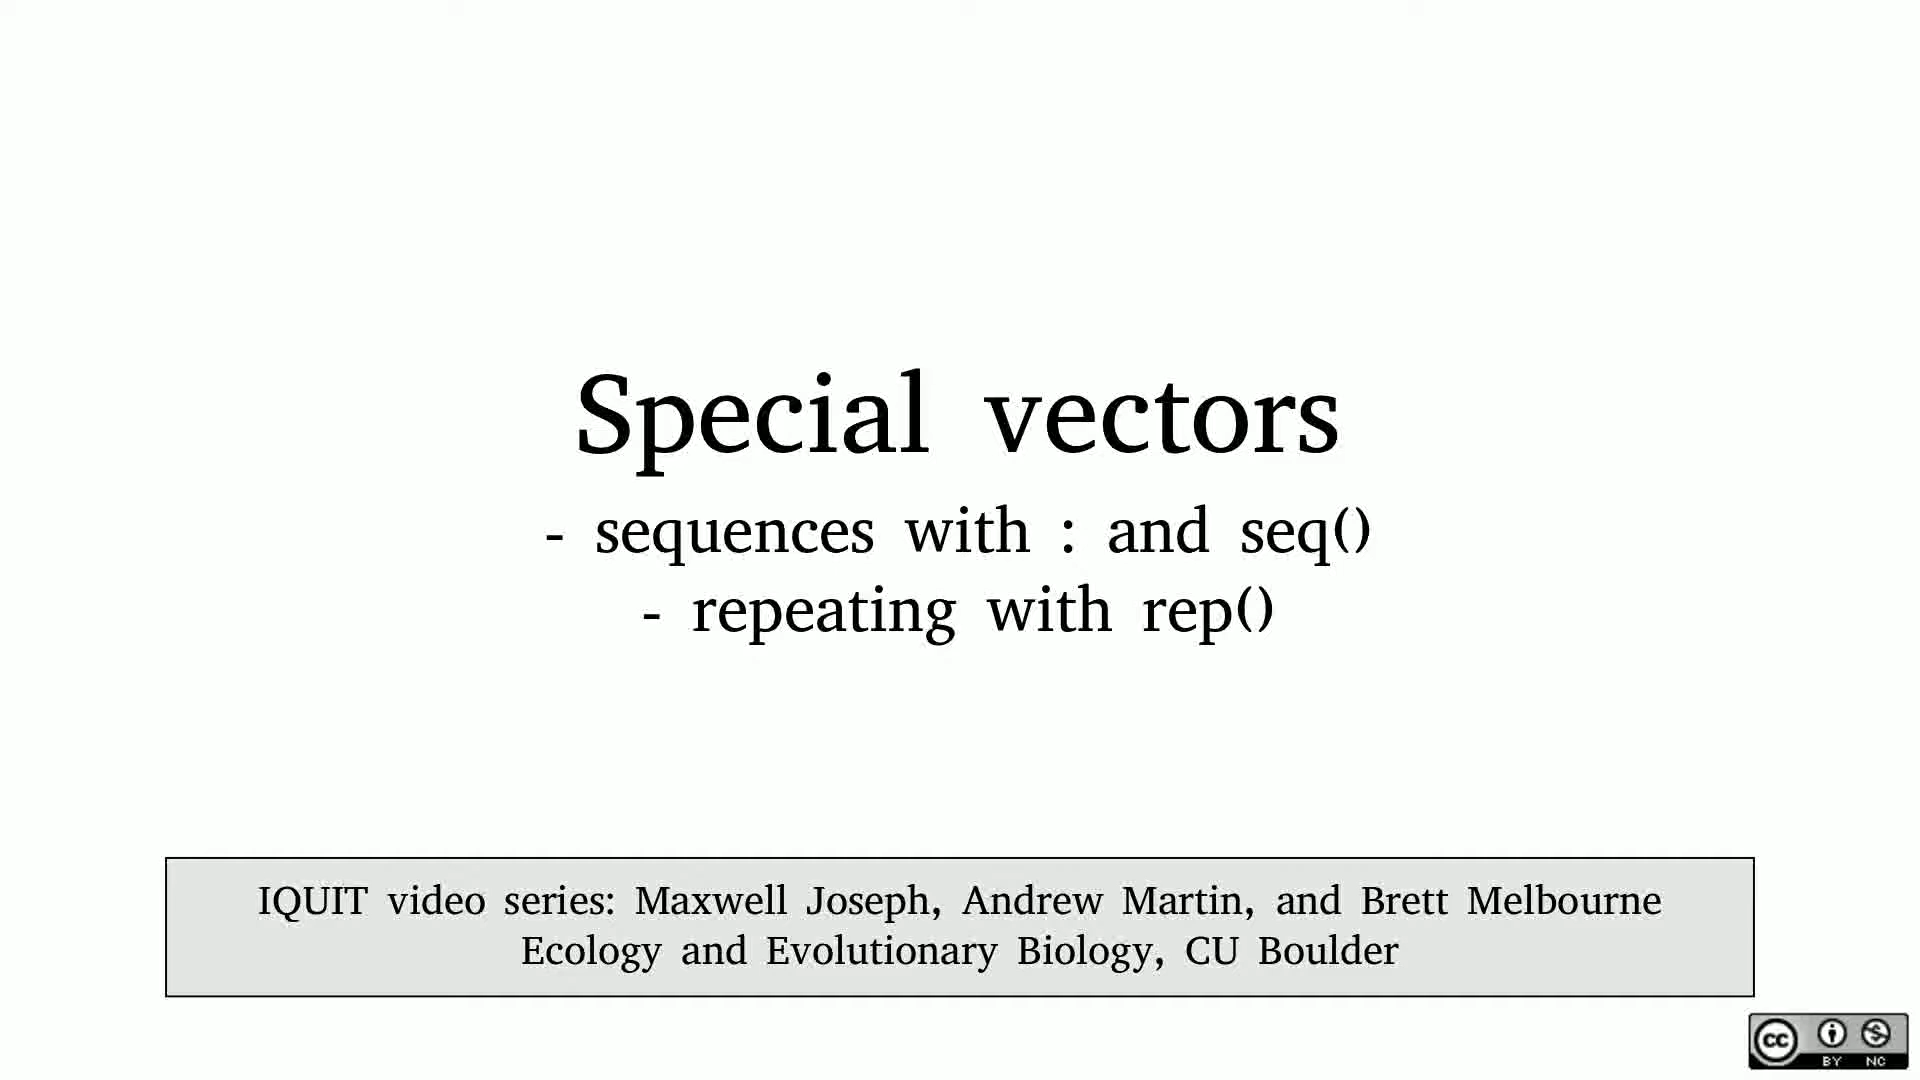 Special vectors
- sequences with : and seq()
- repeating with rep()
IQUIT video series: Maxwell Joseph, Andrew Martin, and Brett Melbourne
Ecology and Evolutionary Biology, CU Boulder
cc
BY NC